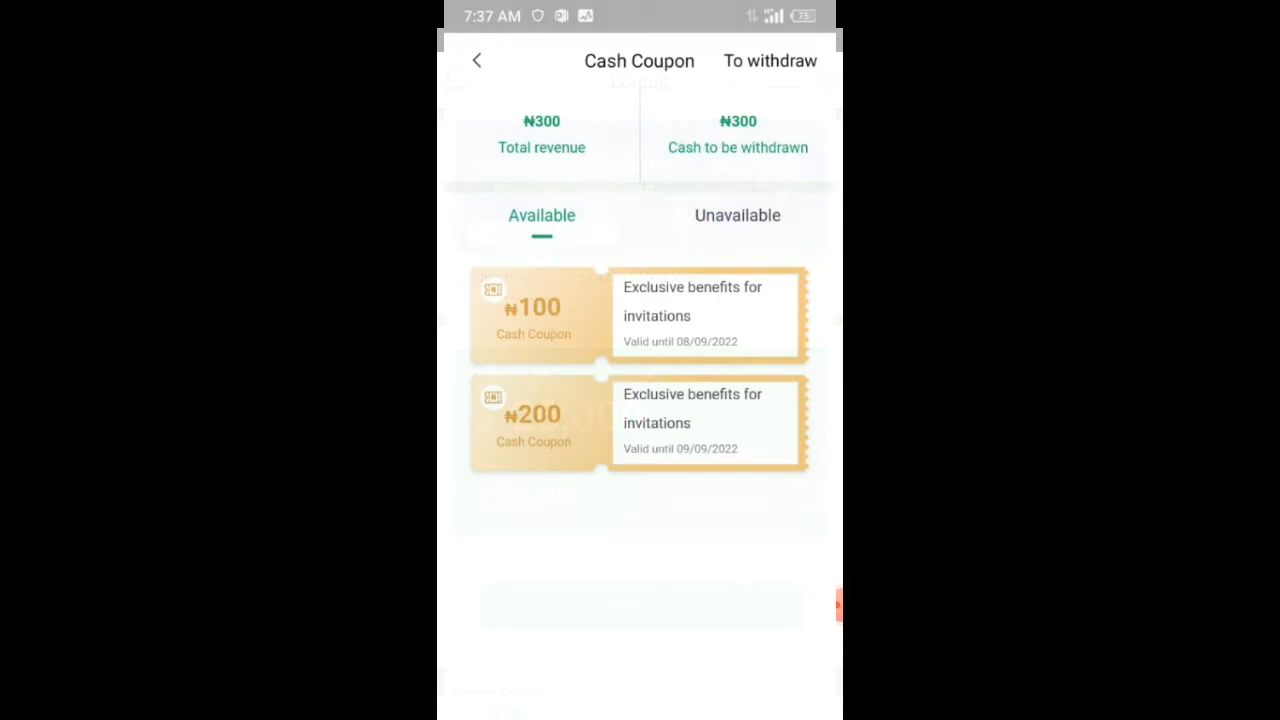 7:37 AM
75
Cash Coupon
To withdraw
₦300
Total revenue
₦300
Cash to be withdrawn
Available
Unavailable
₦100
Cash Coupon
Exclusive benefits for
invitations
Valid until 08/09/2022
₦200
Cash Coupon
Exclusive benefits for
invitations
Valid until 09/09/2022